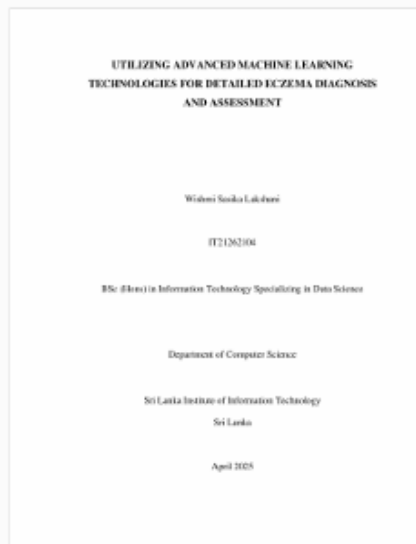 UTILIZING ADVANCED MACHINE LEARNING
TECHNOLOGIES FOR DETAILED ECZEMA DIAGNOSIS
AND ASSESSMENT
Lakshani
IT21262104
BSc (Hons) in Information Technology Specializing in Data Science
Department of Computer Science
Sri Lanka Institute of Information Technology
Sri Lanka
April 2025